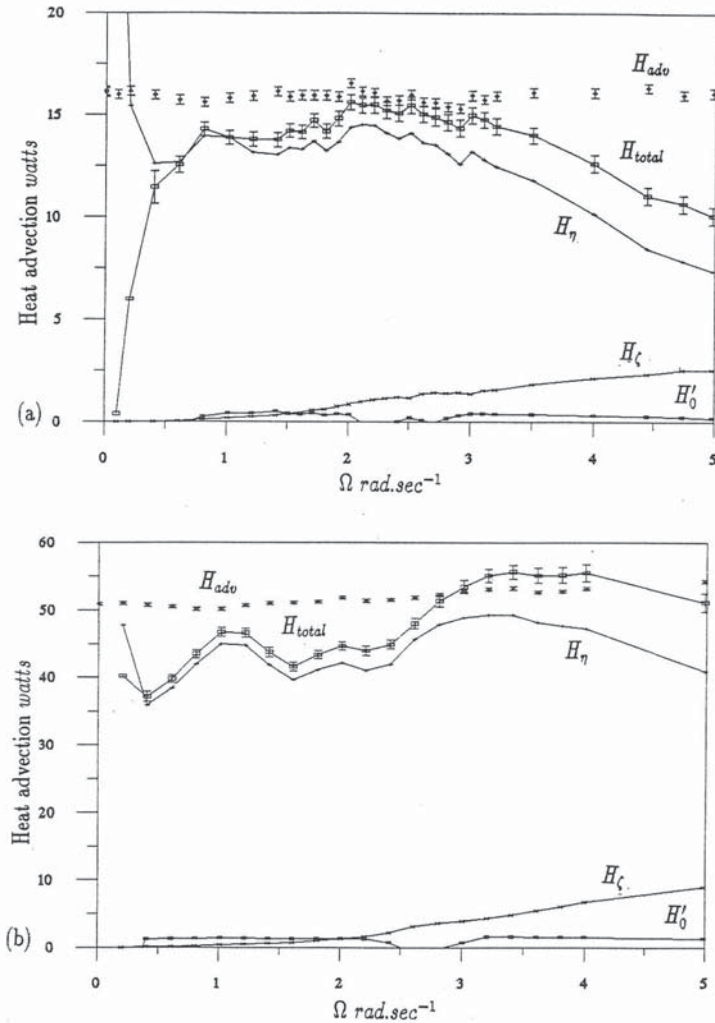 20
15
10
5
0
Heat advection watts
(a)
H_adv
H_total
H_η
H_ζ
H′_0
0 1 2 3 4 5
Ω rad.sec⁻¹
60
50
40
30
20
10
0
Heat advection watts
(b)
H_adv
H_total
H_η
H_ζ
H′_0
0 1 2 3 4 5
Ω rad.sec⁻¹